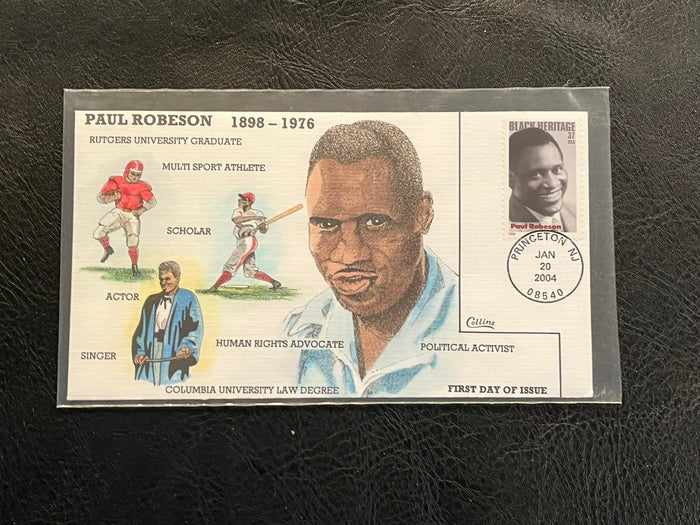 PAUL ROBESON 1898 – 1976
RUTGERS UNIVERSITY GRADUATE
MULTI SPORT ATHLETE
SCHOLAR
ACTOR
SINGER
HUMAN RIGHTS ADVOCATE
POLITICAL ACTIVIST
COLUMBIA UNIVERSITY LAW DEGREE
BLACK HERITAGE
37
USA
Paul Robeson
PRINCETON NJ
JAN
20
2004
08540
Collins
FIRST DAY OF ISSUE